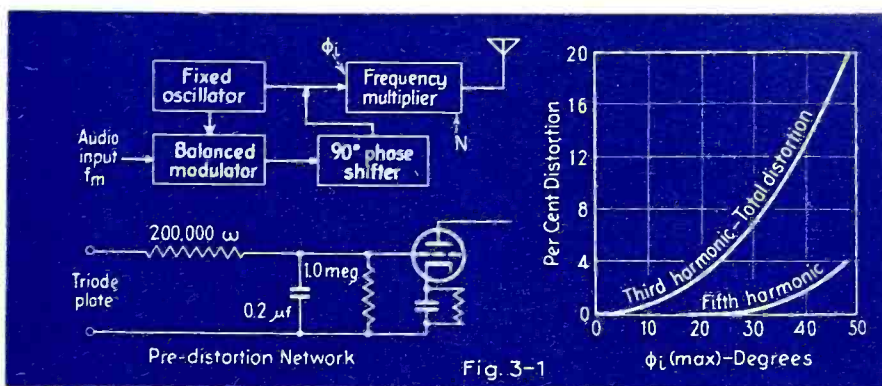 Fixed
oscillator
ϕi
Frequency
multiplier
N
Audio
input
fm
Balanced
modulator
90° phase
shifter
200,000 ω
Triode
plate
0.2 μf
1.0 meg
Pre-distortion Network
Fig. 3-1
Per Cent Distortion
20
16
12
8
4
0
Third harmonic-Total distortion
Fifth harmonic
0
10
20
30
40
50
ϕi (max)-Degrees